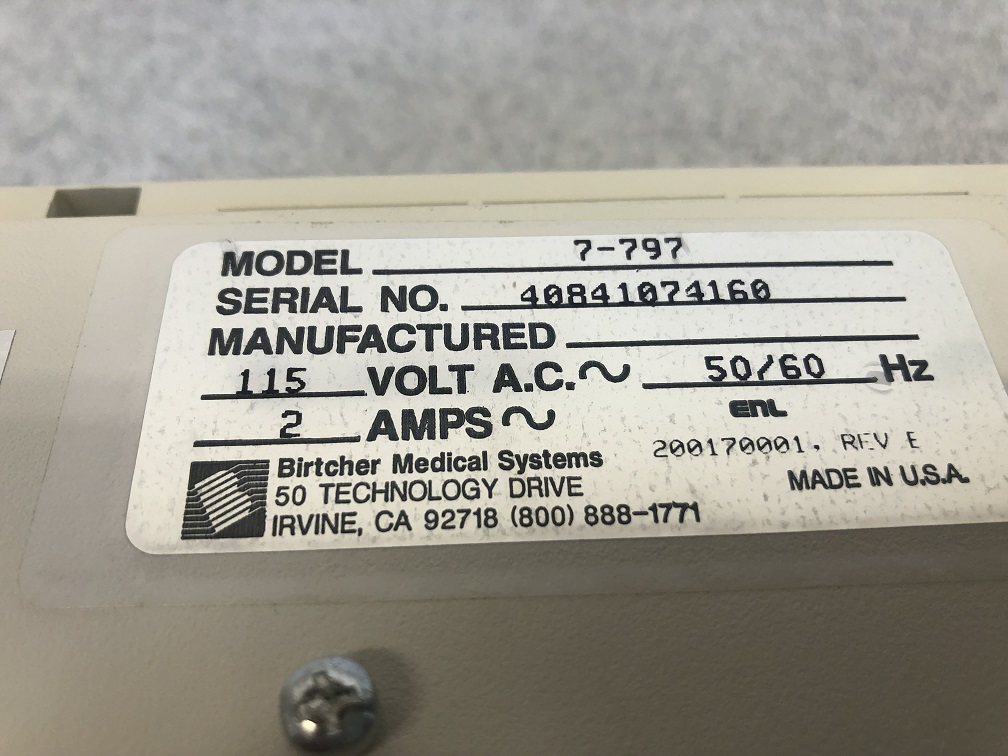 MODEL 7-797
SERIAL NO. 40841074160
MANUFACTURED
115 VOLT A.C.~ 50/60 Hz
2 AMPS ~
ENL
200170001. REV E
MADE IN U.S.A.
Birtcher Medical Systems
50 TECHNOLOGY DRIVE
IRVINE, CA 92718 (800) 888-1771